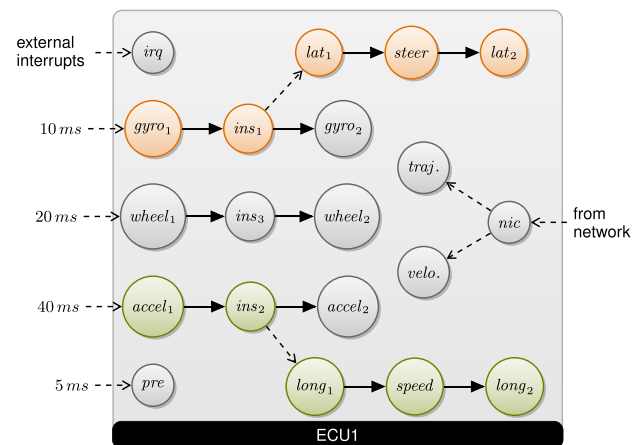 external
interrupts
irq
lat₁
steer
lat₂
10 ms
gyro₁
ins₁
gyro₂
traj.
20 ms
wheel₁
ins₃
wheel₂
nic
from
network
velo.
40 ms
accel₁
ins₂
accel₂
5 ms
pre
long₁
speed
long₂
ECU1